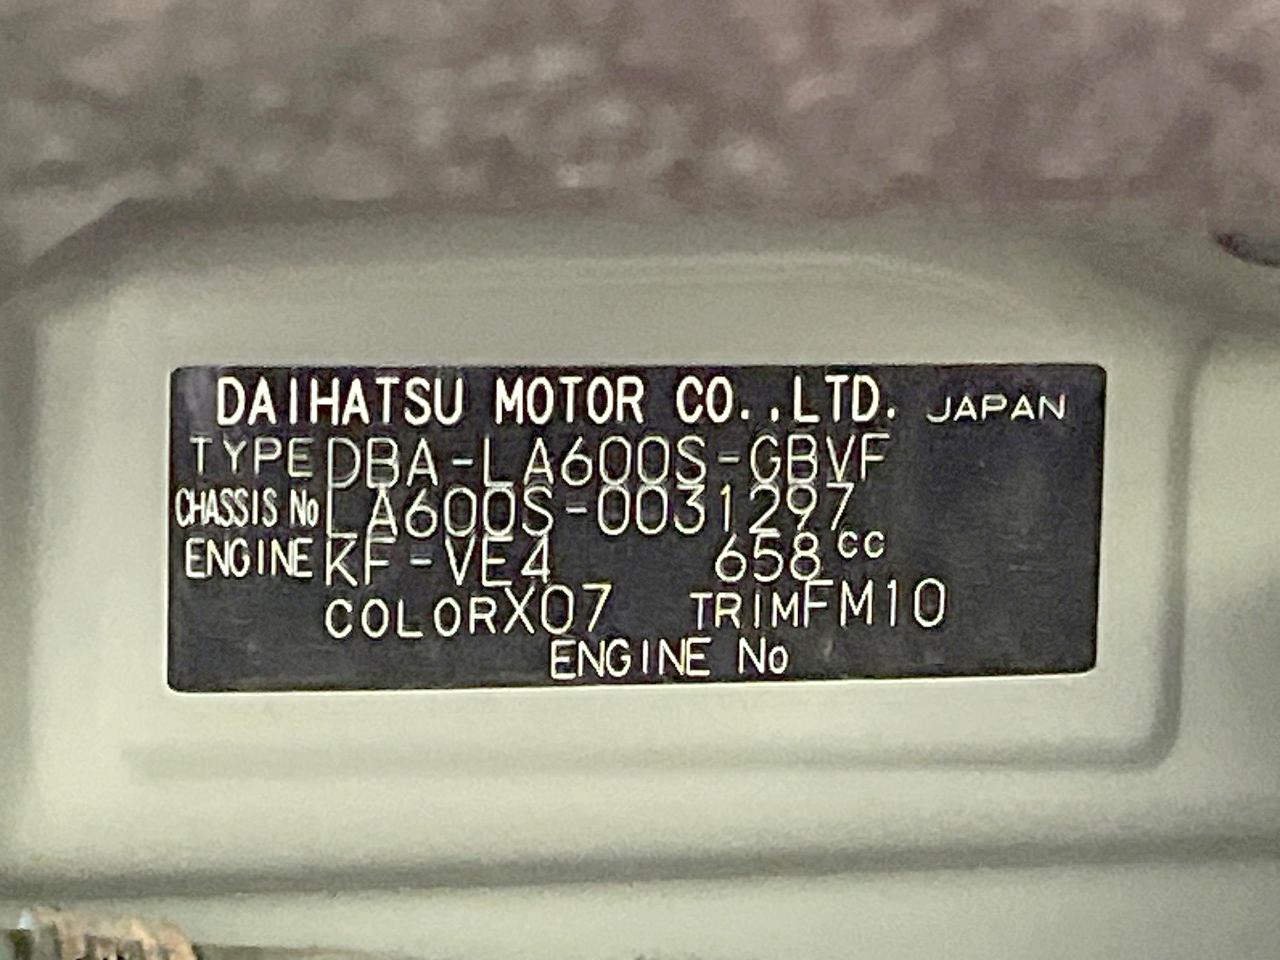 DAIHATSU MOTOR CO.,LTD. JAPAN
TYPE DBA-LA600S-GBVF
CHASSIS No LA600S-0031297
ENGINE KF-VE4 658 cc
COLOR X07 TRIM FM10
ENGINE No